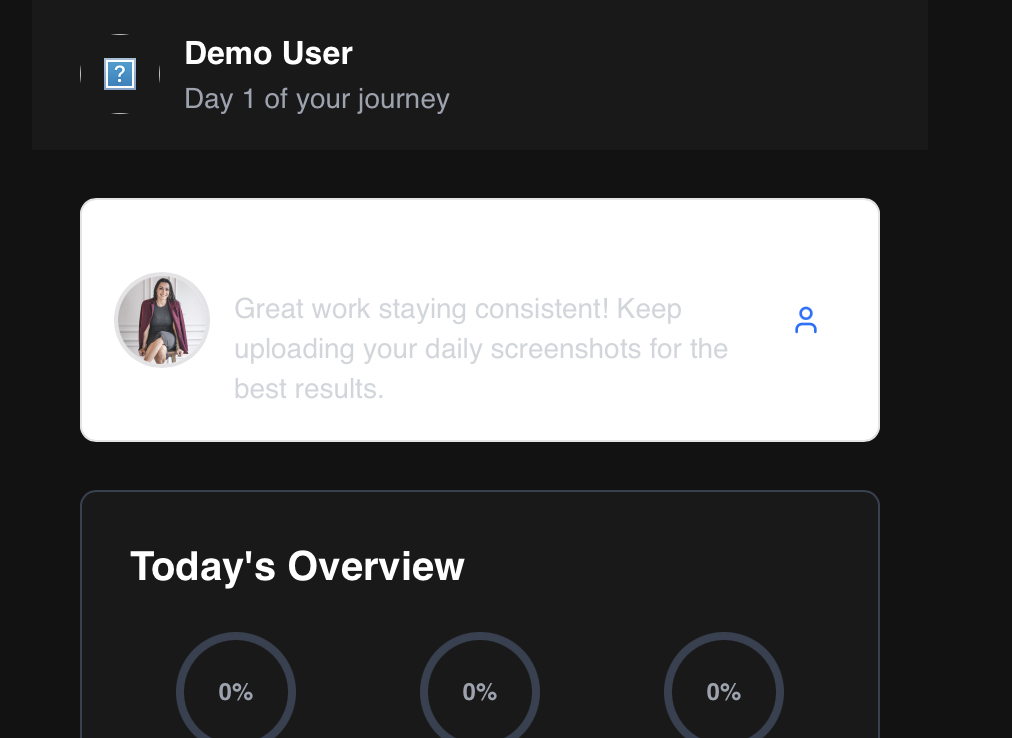 Demo User
Day 1 of your journey
Great work staying consistent! Keep
uploading your daily screenshots for the
best results.
Today's Overview
0% 0% 0%